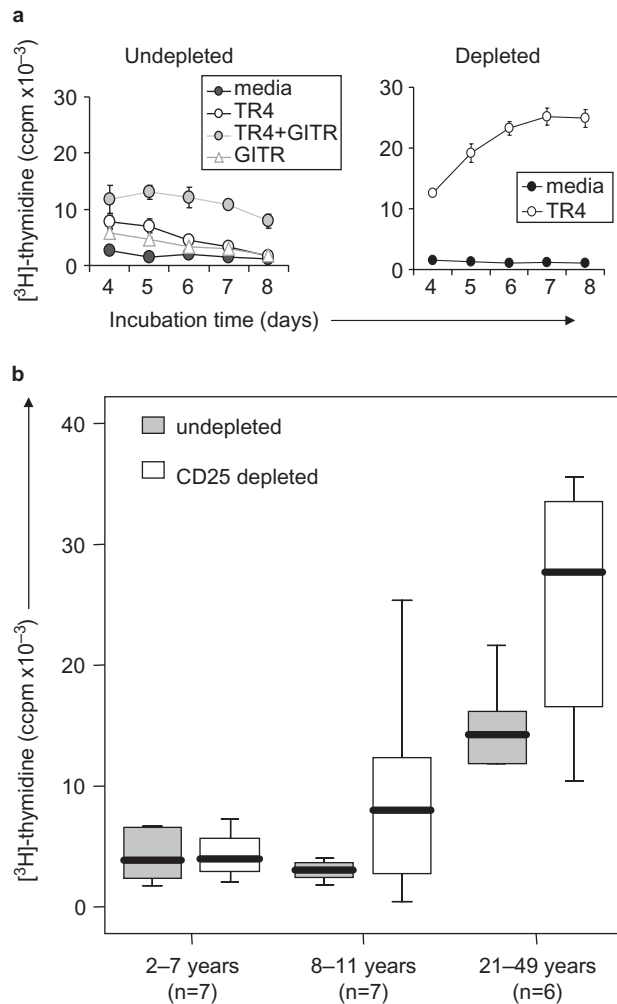 a
Undepleted
Depleted
[³H]-thymidine (ccpm x10⁻³)
30
20
10
0
4 5 6 7 8
media
TR4
TR4+GITR
GITR
30
20
10
0
4 5 6 7 8
media
TR4
Incubation time (days)
b
[³H]-thymidine (ccpm x10⁻³)
40
30
20
10
0
undepleted
CD25 depleted
2–7 years
(n=7)
8–11 years
(n=7)
21–49 years
(n=6)